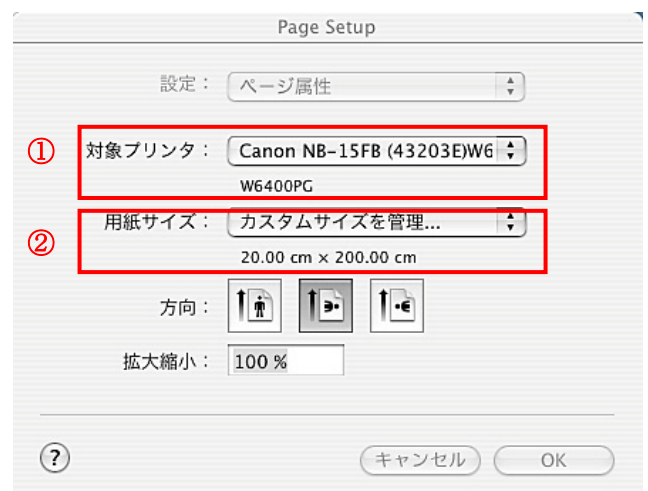 Page Setup
設定： ページ属性
① 対象プリンタ： Canon NB-15FB (43203E)W6
W6400PG
② 用紙サイズ： カスタムサイズを管理...
20.00 cm × 200.00 cm
方向：
拡大縮小： 100 %
? キャンセル OK